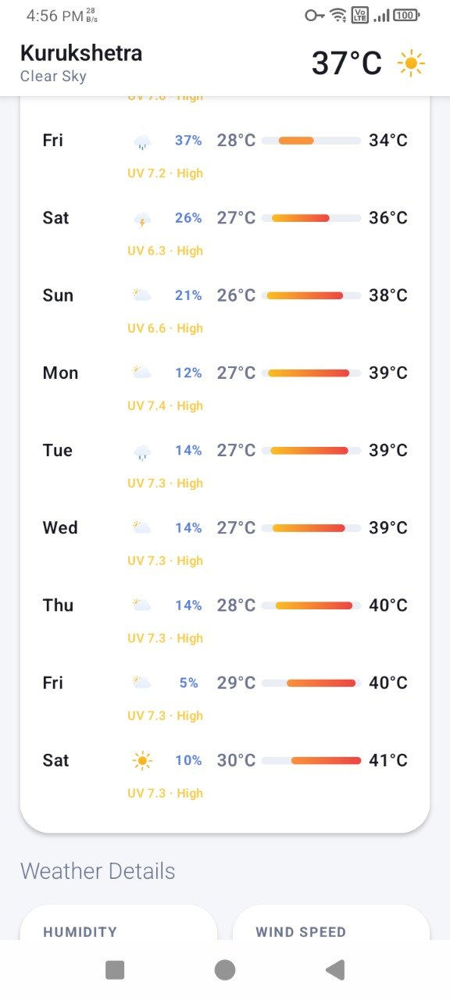 4:56 PM 28 B/s Vo LTE 100
Kurukshetra
Clear Sky
37°C
UV 7.6 · High
Fri 37% 28°C 34°C
UV 7.2 · High
Sat 26% 27°C 36°C
UV 6.3 · High
Sun 21% 26°C 38°C
UV 6.6 · High
Mon 12% 27°C 39°C
UV 7.4 · High
Tue 14% 27°C 39°C
UV 7.3 · High
Wed 14% 27°C 39°C
UV 7.3 · High
Thu 14% 28°C 40°C
UV 7.3 · High
Fri 5% 29°C 40°C
UV 7.3 · High
Sat 10% 30°C 41°C
UV 7.3 · High
Weather Details
HUMIDITY WIND SPEED